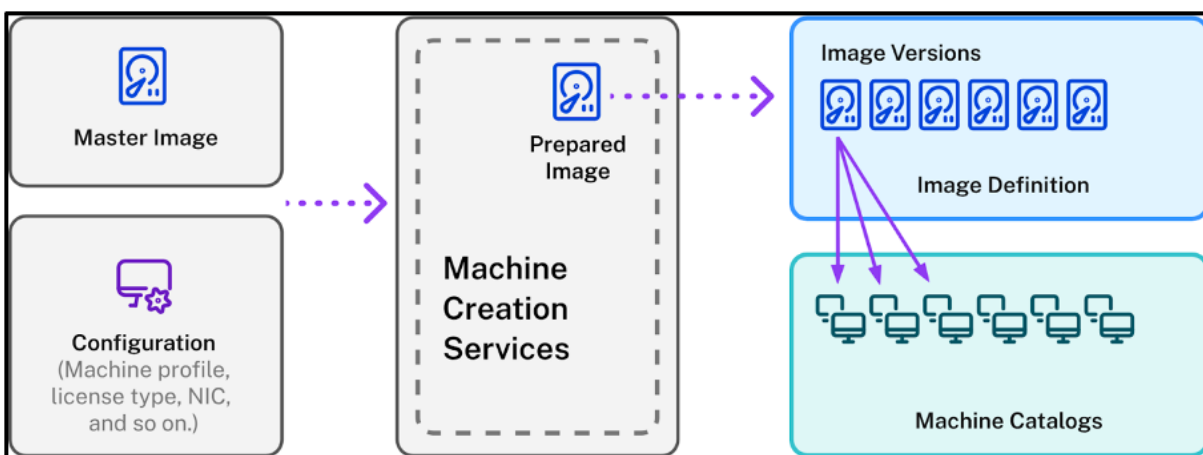 Master Image
Configuration
(Machine profile,
license type, NIC,
and so on.)
Prepared
Image
Machine
Creation
Services
Image Versions
Image Definition
Machine Catalogs